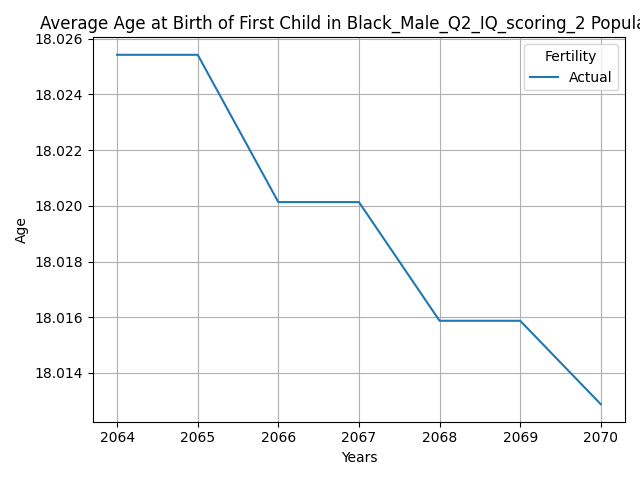 Average Age at Birth of First Child in Black_Male_Q2_IQ_scoring_2 Popula
18.026
18.024
18.022
18.020
18.018
18.016
18.014
Age
Fertility
Actual
2064 2065 2066 2067 2068 2069 2070
Years